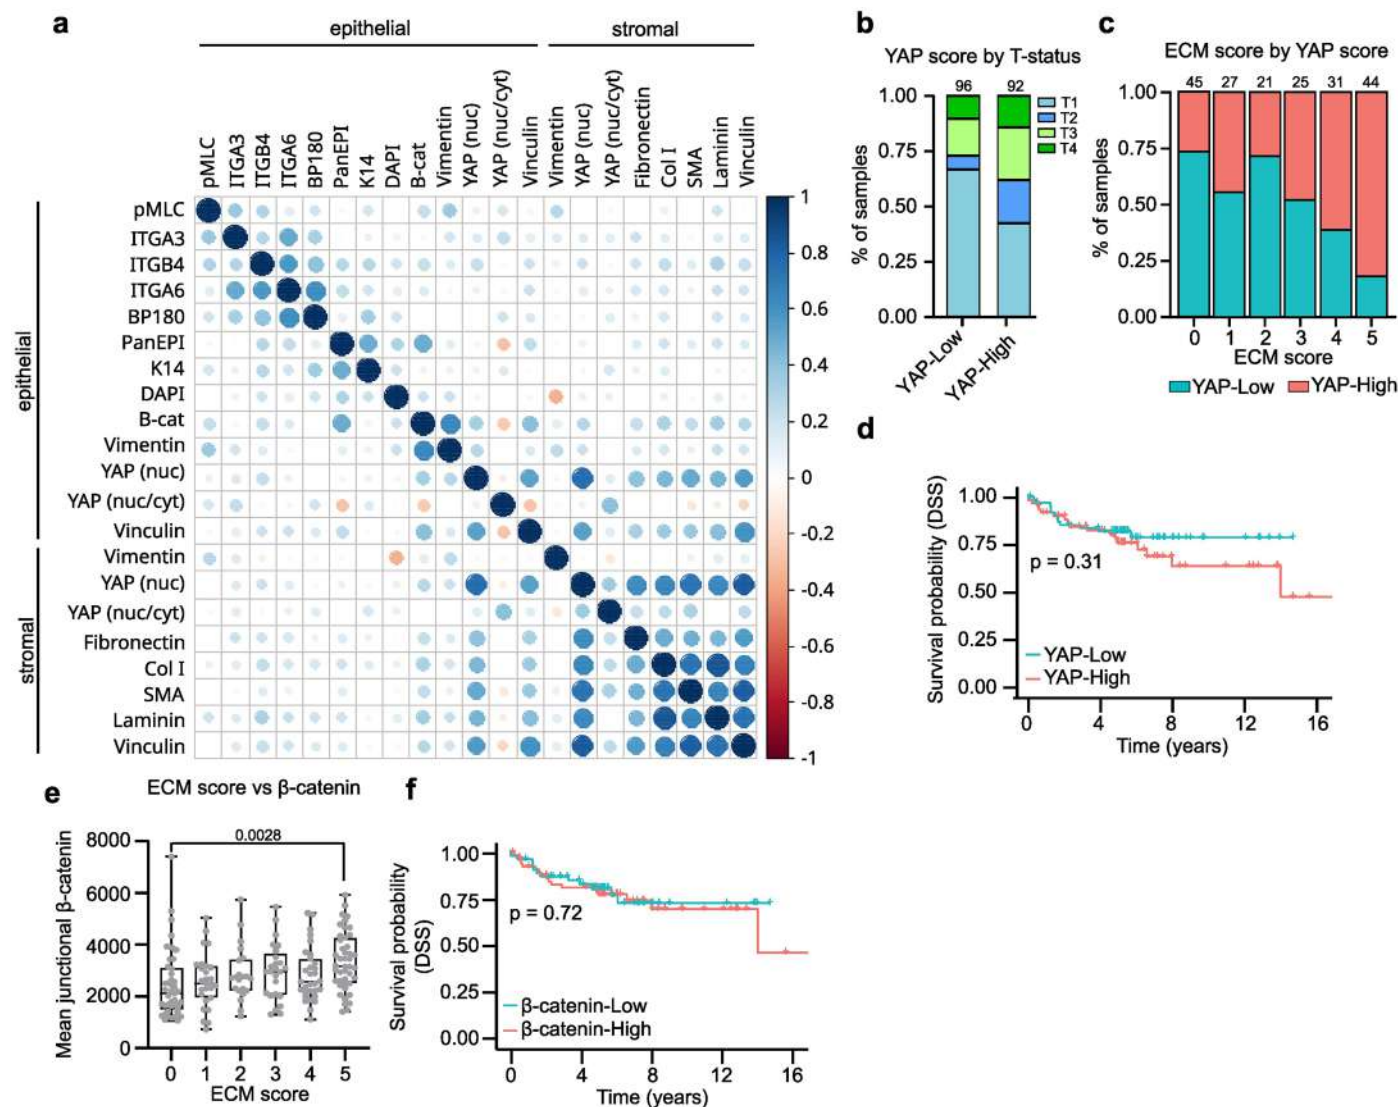 a
epithelial
stromal
pMLC
ITGA3
ITGB4
ITGA6
BP180
PanEPI
K14
DAPI
B-cat
Vimentin
YAP (nuc)
YAP (nuc/cyt)
Vinculin
Vimentin
YAP (nuc)
YAP (nuc/cyt)
Fibronectin
Col I
SMA
Laminin
Vinculin
epithelial
stromal
pMLC
ITGA3
ITGB4
ITGA6
BP180
PanEPI
K14
DAPI
B-cat
Vimentin
YAP (nuc)
YAP (nuc/cyt)
Vinculin
Vimentin
YAP (nuc)
YAP (nuc/cyt)
Fibronectin
Col I
SMA
Laminin
Vinculin
1
0.8
0.6
0.4
0.2
0
-0.2
-0.4
-0.6
-0.8
-1
b
YAP score by T-status
96 92
% of samples
1.00
0.75
0.50
0.25
0.00
T1
T2
T3
T4
YAP-Low
YAP-High
c
ECM score by YAP score
45 27 21 25 31 44
% of samples
1.00
0.75
0.50
0.25
0.00
0 1 2 3 4 5
ECM score
YAP-Low YAP-High
d
Survival probability (DSS)
1.00
0.75
0.50
0.25
0.00
p = 0.31
YAP-Low
YAP-High
0 4 8 12 16
Time (years)
e
ECM score vs β-catenin
0.0028
Mean junctional β-catenin
8000
6000
4000
2000
0
0 1 2 3 4 5
ECM score
f
Survival probability
(DSS)
1.00
0.75
0.50
0.25
0.00
p = 0.72
β-catenin-Low
β-catenin-High
0 4 8 12 16
Time (years)